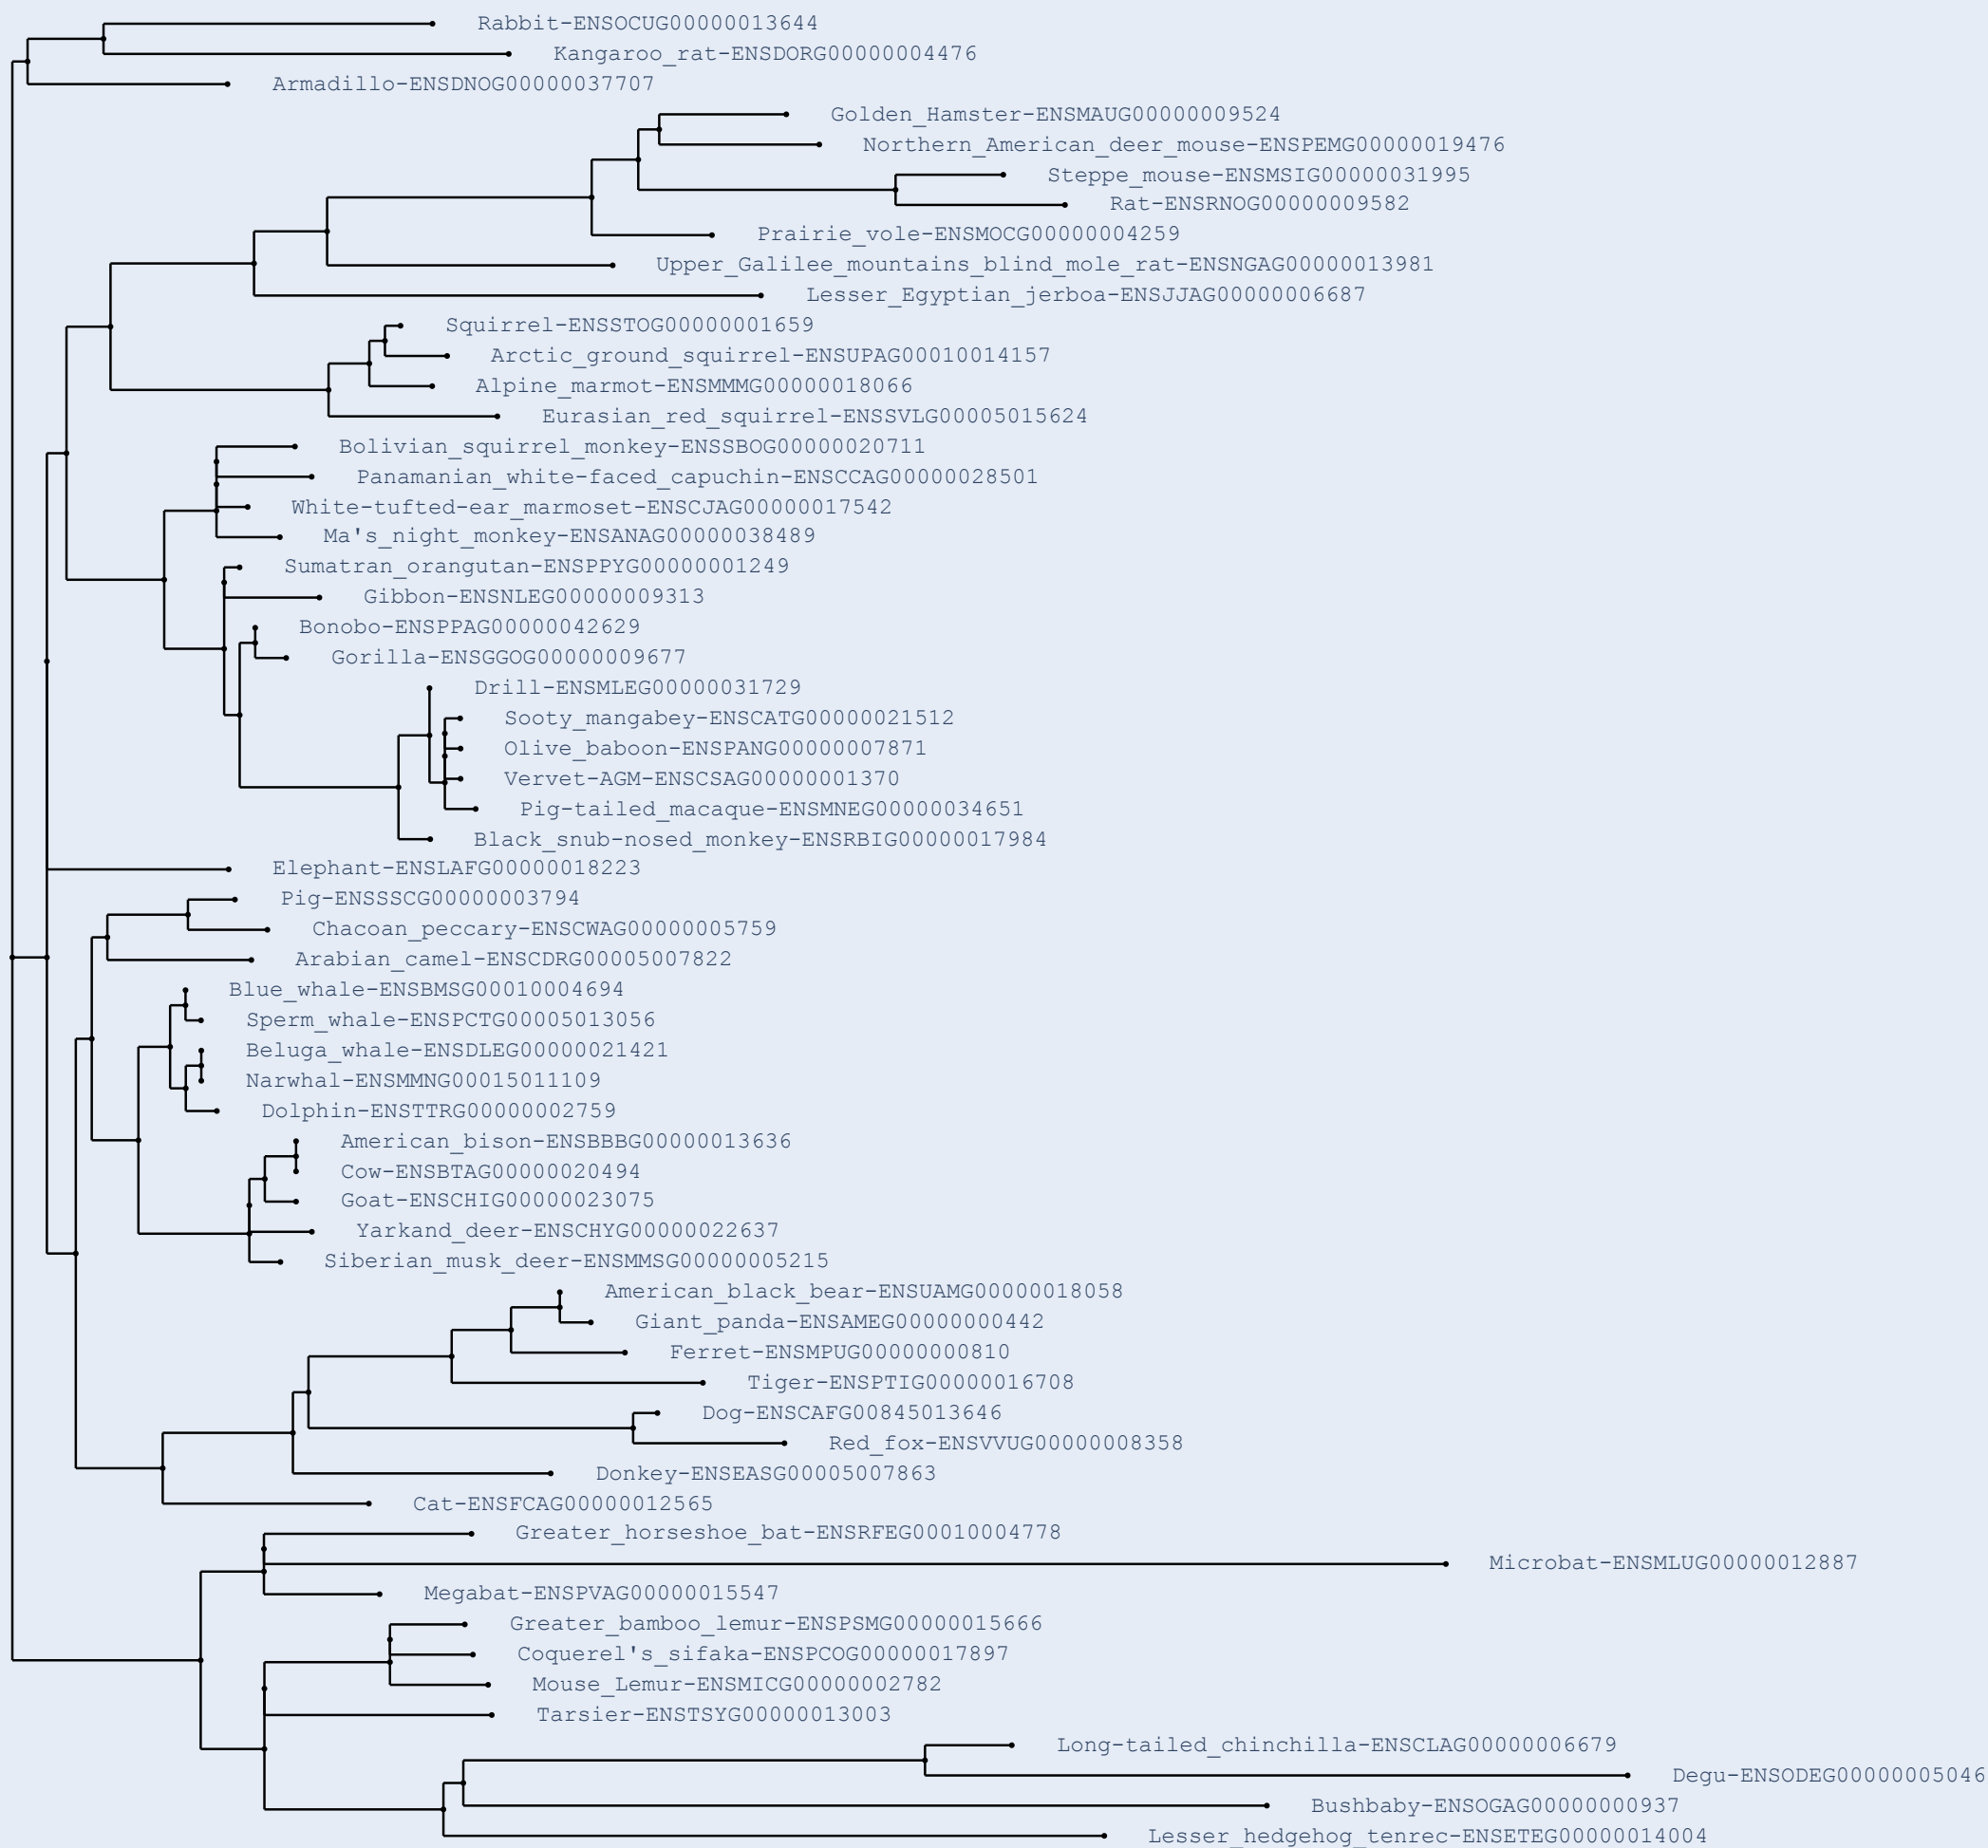 Rabbit-ENSOCUG00000013644
Kangaroo_rat-ENSDORG00000004476
Armadillo-ENSDNOG00000037707
Golden_Hamster-ENSMAUG00000009524
Northern_American_deer_mouse-ENSPEMG00000019476
Steppe_mouse-ENSMSIG00000031995
Rat-ENSRNOG00000009582
Prairie_vole-ENSMOCG00000004259
Upper_Galilee_mountains_blind_mole_rat-ENSNGAG00000013981
Lesser_Egyptian_jerboa-ENSJJAG00000006687
Squirrel-ENSSTOG00000001659
Arctic_ground_squirrel-ENSUPAG00010014157
Alpine_marmot-ENSMMMG00000018066
Eurasian_red_squirrel-ENSSVLG00005015624
Bolivian_squirrel_monkey-ENSSBOG00000020711
Panamanian_white-faced_capuchin-ENSCCAG00000028501
White-tufted-ear_marmoset-ENSCJAG00000017542
Ma's_night_monkey-ENSANAG00000038489
Sumatran_orangutan-ENSPPYG00000001249
Gibbon-ENSNLEG00000009313
Bonobo-ENSPPAG00000042629
Gorilla-ENSGGOG00000009677
Drill-ENSMLEG00000031729
Sooty_mangabey-ENSCATG00000021512
Olive_baboon-ENSPANG00000007871
Vervet-AGM-ENSCSAG00000001370
Pig-tailed_macaque-ENSMNEG00000034651
Black_snub-nosed_monkey-ENSRBIG00000017984
Elephant-ENSLAFG00000018223
Pig-ENSSSCG00000003794
Chacoan_peccary-ENSCWAG00000005759
Arabian_camel-ENSCDRG00005007822
Blue_whale-ENSBMSG00010004694
Sperm_whale-ENSPCTG00005013056
Beluga_whale-ENSDLEG00000021421
Narwhal-ENSMMNG00015011109
Dolphin-ENSTTRG00000002759
American_bison-ENSBBBG00000013636
Cow-ENSBTAG00000020494
Goat-ENSCHIG00000023075
Yarkand_deer-ENSCHYG00000022637
Siberian_musk_deer-ENSMMSG00000005215
American_black_bear-ENSUAMG00000018058
Giant_panda-ENSAMEG00000000442
Ferret-ENSMPUG00000000810
Tiger-ENSPTIG00000016708
Dog-ENSCAFG00845013646
Red_fox-ENSVVUG00000008358
Donkey-ENSEASG00005007863
Cat-ENSFCAG00000012565
Greater_horseshoe_bat-ENSRFEG00010004778
Microbat-ENSMLUG00000012887
Megabat-ENSPVAG00000015547
Greater_bamboo_lemur-ENSPSMG00000015666
Coquerel's_sifaka-ENSPCOG00000017897
Mouse_Lemur-ENSMICG00000002782
Tarsier-ENSTSYG00000013003
Long-tailed_chinchilla-ENSCLAG00000006679
Degu-ENSODEG00000005046
Bushbaby-ENSOGAG00000000937
Lesser_hedgehog_tenrec-ENSETEG00000014004